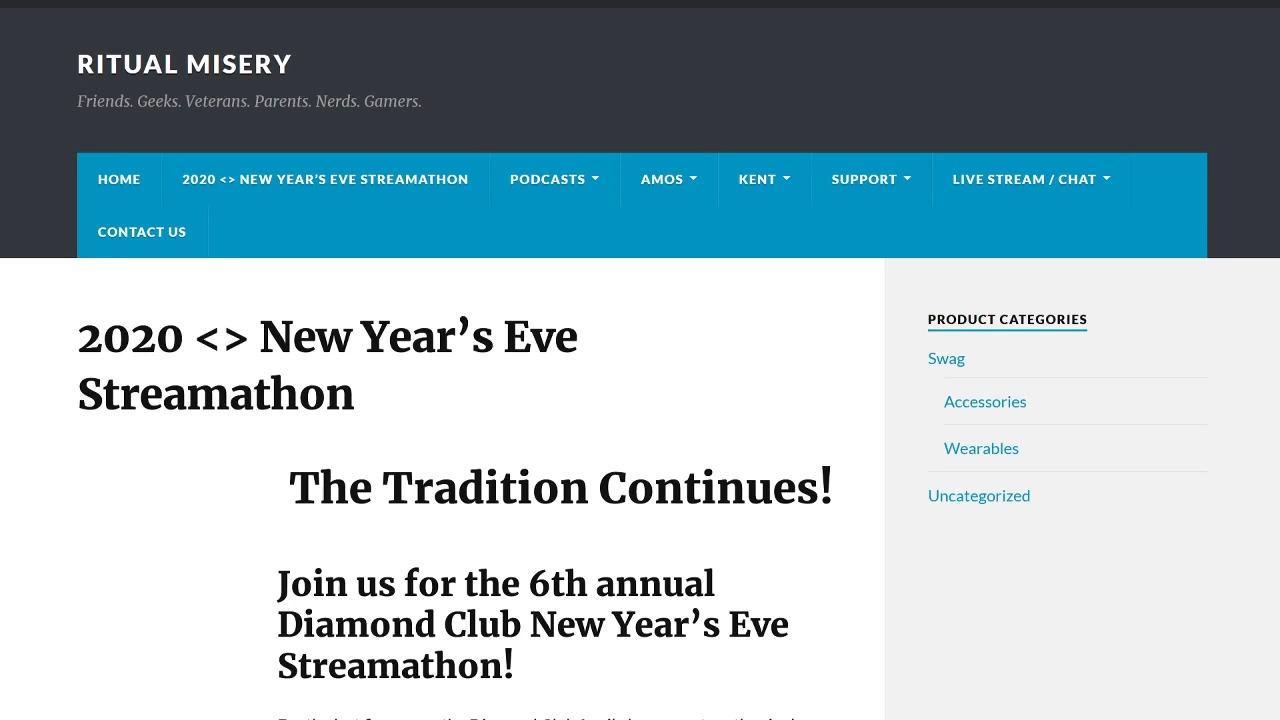 RITUAL MISERY
Friends. Geeks. Veterans. Parents. Nerds. Gamers.
HOME
2020 <> NEW YEAR’S EVE STREAMATHON
PODCASTS
AMOS
KENT
SUPPORT
LIVE STREAM / CHAT
CONTACT US
2020 <> New Year’s Eve
Streamathon
The Tradition Continues!
Join us for the 6th annual
Diamond Club New Year’s Eve
Streamathon!
PRODUCT CATEGORIES
Swag
Accessories
Wearables
Uncategorized